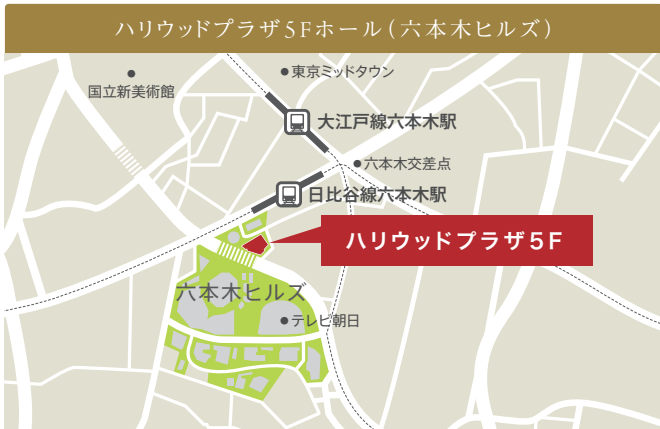 ハリウッドプラザ5Fホール(六本木ヒルズ)
東京ミッドタウン
国立新美術館
大江戸線六本木駅
六本木交差点
日比谷線六本木駅
ハリウッドプラザ5F
六本木ヒルズ
テレビ朝日